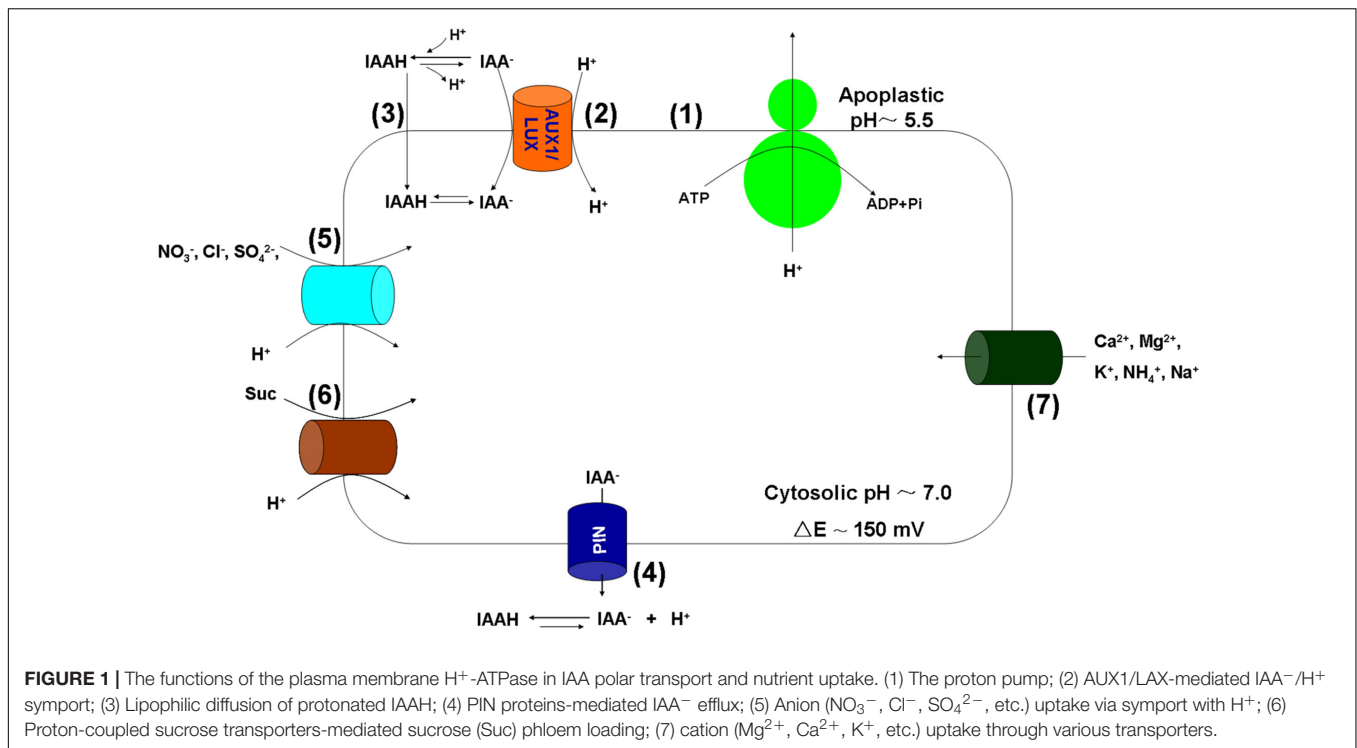 H⁺
IAAH IAA⁻ H⁺
H⁺
(3) AUX1/ LUX (2) (1) Apoplastic
pH～ 5.5
IAAH IAA⁻ H⁺ ATP ADP+Pi
(5)
NO₃⁻, Cl⁻, SO₄²⁻,
H⁺
H⁺
Ca²⁺, Mg²⁺,
K⁺, NH₄⁺, Na⁺
(7)
Suc (6)
H⁺
IAA⁻
Cytosolic pH ～ 7.0
△E ～ 150 mV
PIN
(4)
IAAH IAA⁻ + H⁺
FIGURE 1 | The functions of the plasma membrane H⁺-ATPase in IAA polar transport and nutrient uptake. (1) The proton pump; (2) AUX1/LAX-mediated IAA⁻/H⁺
symport; (3) Lipophilic diffusion of protonated IAAH; (4) PIN proteins-mediated IAA⁻ efflux; (5) Anion (NO₃⁻, Cl⁻, SO₄²⁻, etc.) uptake via symport with H⁺; (6)
Proton-coupled sucrose transporters-mediated sucrose (Suc) phloem loading; (7) cation (Mg²⁺, Ca²⁺, K⁺, etc.) uptake through various transporters.